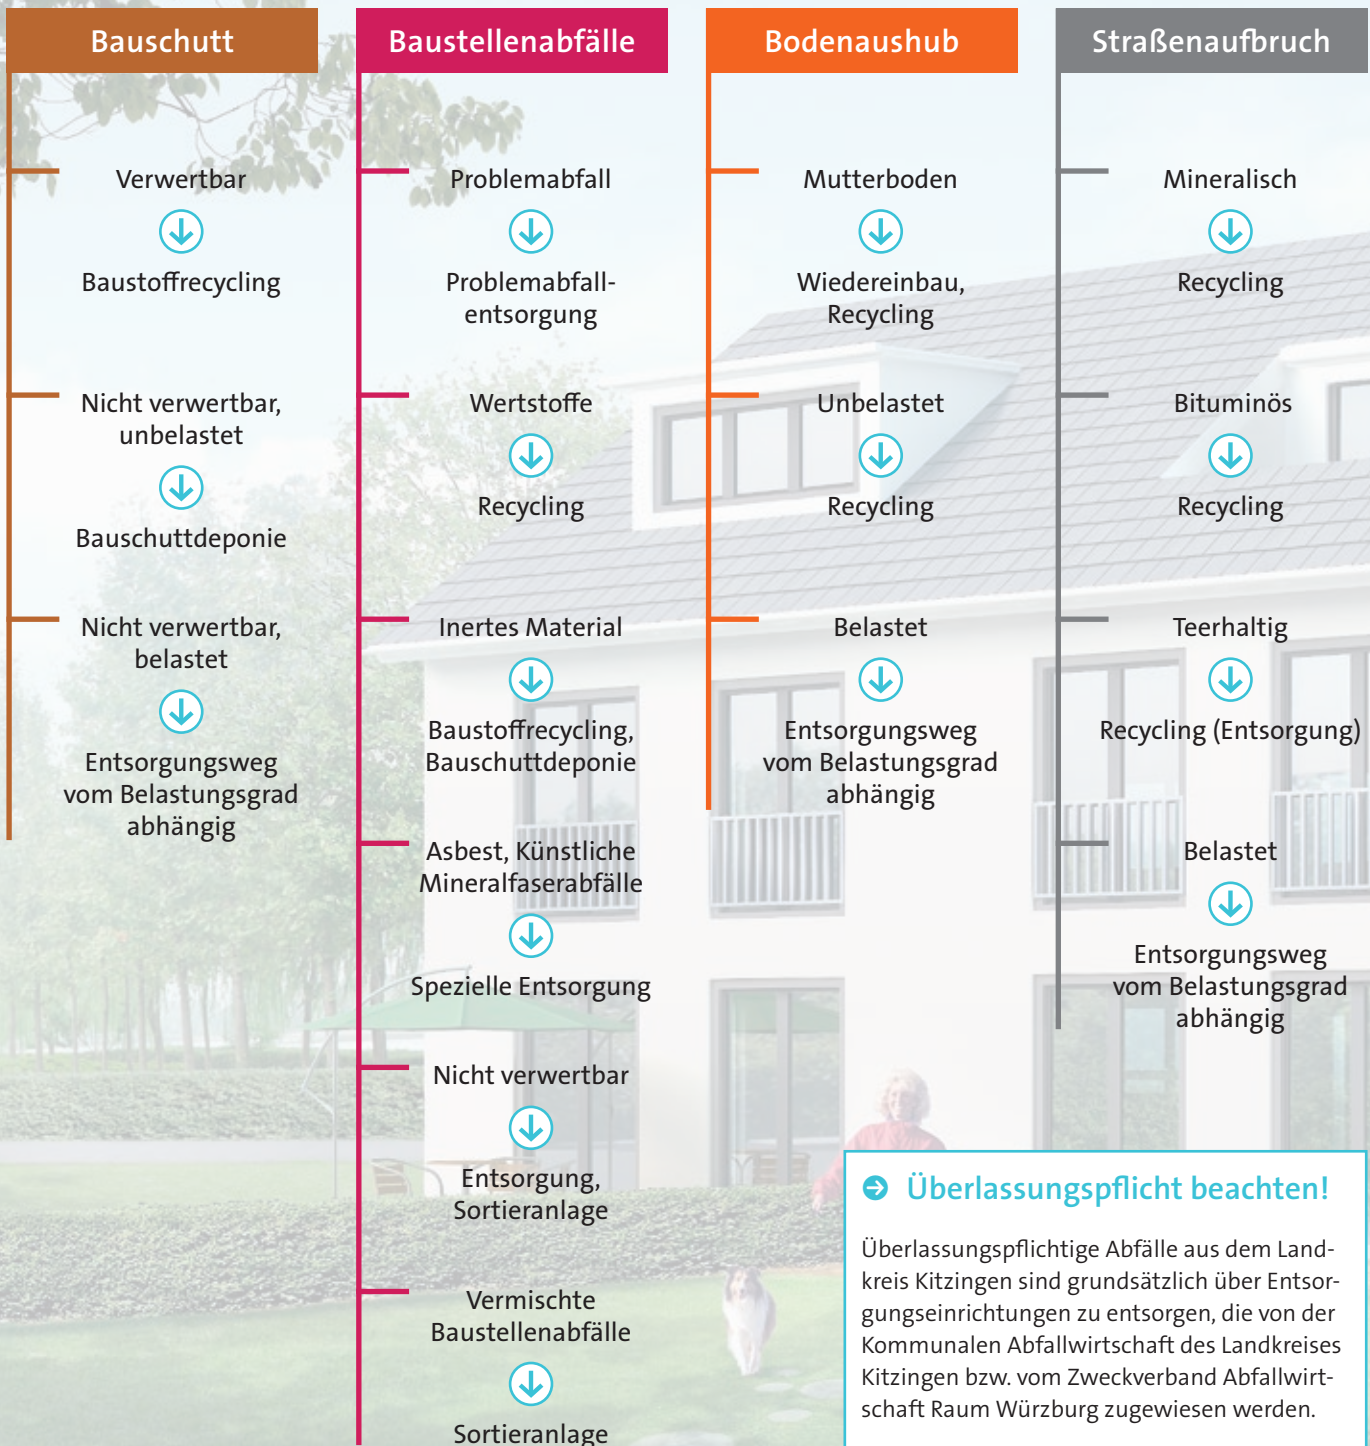 Bauschutt
Verwertbar
Baustoffrecycling
Nicht verwertbar,
unbelastet
Bauschuttdeponie
Nicht verwertbar,
belastet
Entsorgungsweg
vom Belastungsgrad
abhängig
Baustellenabfälle
Problemabfall
Problemabfall-
entsorgung
Wertstoffe
Recycling
Inertes Material
Baustoffrecycling,
Bauschuttdeponie
Asbest, Künstliche
Mineralfaserabfälle
Spezielle Entsorgung
Nicht verwertbar
Entsorgung,
Sortieranlage
Vermischte
Baustellenabfälle
Sortieranlage
Bodenaushub
Mutterboden
Wiedereinbau,
Recycling
Unbelastet
Recycling
Belastet
Entsorgungsweg
vom Belastungsgrad
abhängig
Straßenaufbruch
Mineralisch
Recycling
Bituminös
Recycling
Teerhaltig
Recycling (Entsorgung)
Belastet
Entsorgungsweg
vom Belastungsgrad
abhängig
Überlassungspflicht beachten!
Überlassungspflichtige Abfälle aus dem Land-
kreis Kitzingen sind grundsätzlich über Entsor-
gungseinrichtungen zu entsorgen, die von der
Kommunalen Abfallwirtschaft des Landkreises
Kitzingen bzw. vom Zweckverband Abfallwirt-
schaft Raum Würzburg zugewiesen werden.